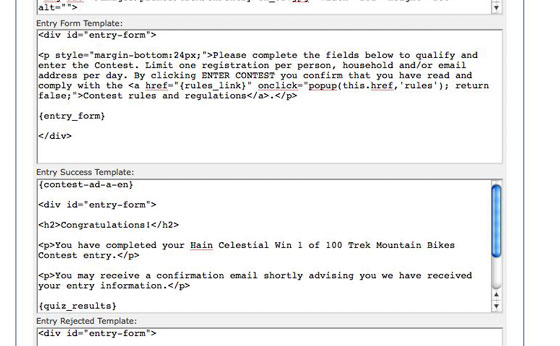 alt="">
Entry Form Template:
<div id="entry-form">
<p style="margin-bottom:24px;">Please complete the fields below to qualify and
enter the Contest. Limit one registration per person, household and/or email
address per day. By clicking ENTER CONTEST you confirm that you have read and
comply with the <a href="{rules_link}" onclick="popup(this.href,'rules'); return
false;">Contest rules and regulations</a>.</p>
{entry_form}
</div>
Entry Success Template:
{contest-ad-a-en}
<div id="entry-form">
<h2>Congratulations!</h2>
<p>You have completed your Hain Celestial Win 1 of 100 Trek Mountain Bikes
Contest entry.</p>
<p>You may receive a confirmation email shortly advising you we have received
your entry information.</p>
{quiz_results}
Entry Rejected Template:
<div id="entry-form">